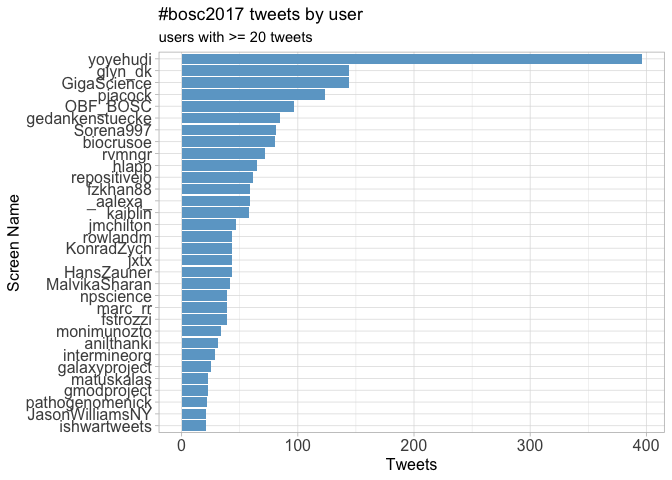 #bosc2017 tweets by user
users with >= 20 tweets
Screen Name
yoyehudi
glyn_dk
GigaScience
pjacock
OBF_BOSC
gedankenstuecke
Sorena997
biocrusoe
rvmngr
hlapp
repositiveio
fzkhan88
_aalexa_
kaiblin
jmchilton
rowlandm
KonradZych
jxtx
HansZauner
MalvikaSharan
npscience
marc_rr
fstrozzi
monimunozto
anilthanki
intermineorg
galaxyproject
matuskalas
gmodproject
pathogenomenick
JasonWilliamsNY
ishwartweets
0 100 200 300 400
Tweets